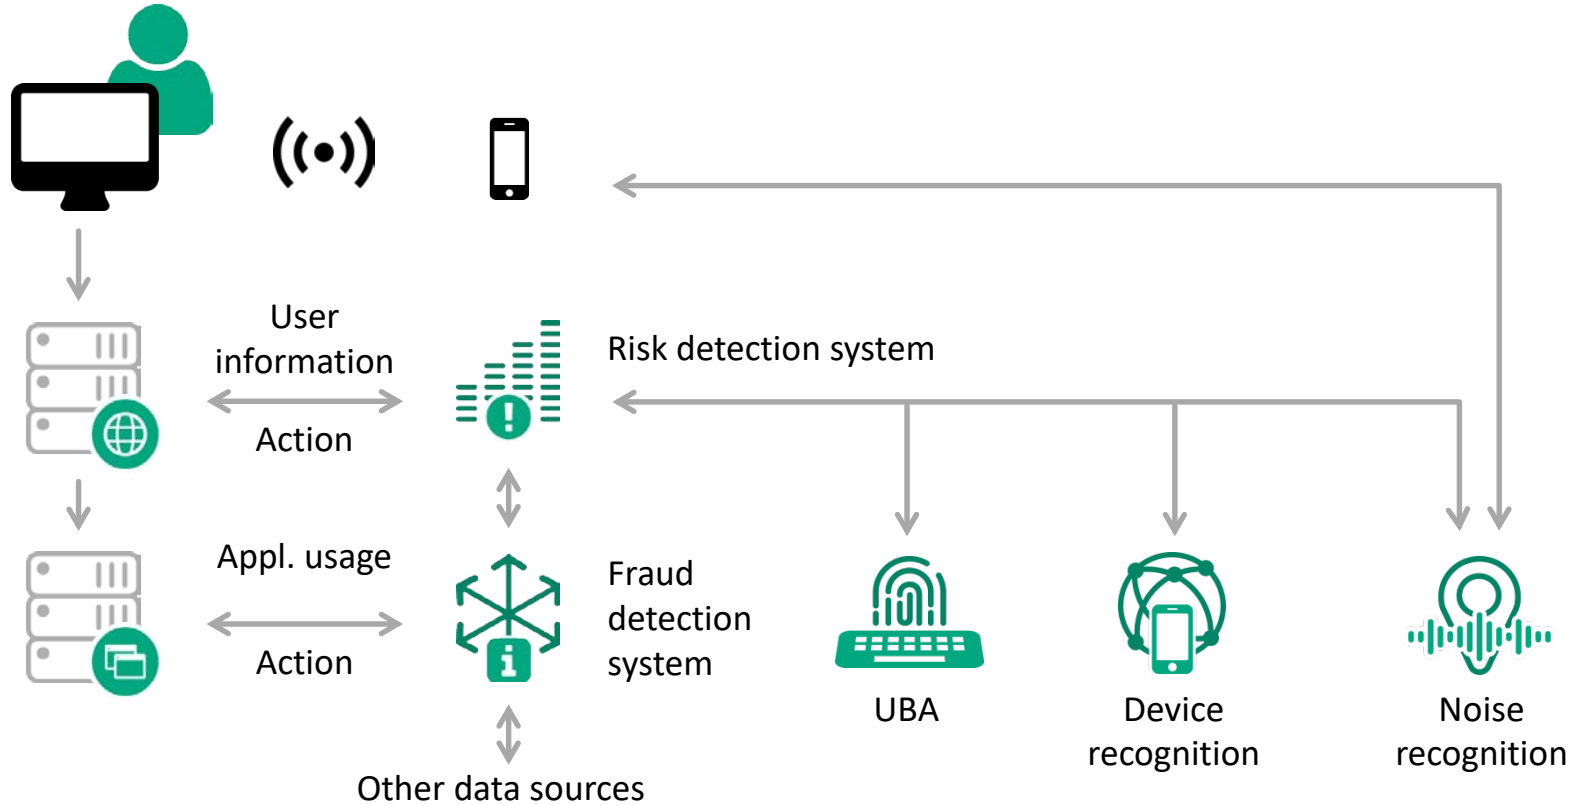 User
information
Action
Risk detection system
Appl. usage
Action
Fraud
detection
system
UBA
Device
recognition
Noise
recognition
Other data sources